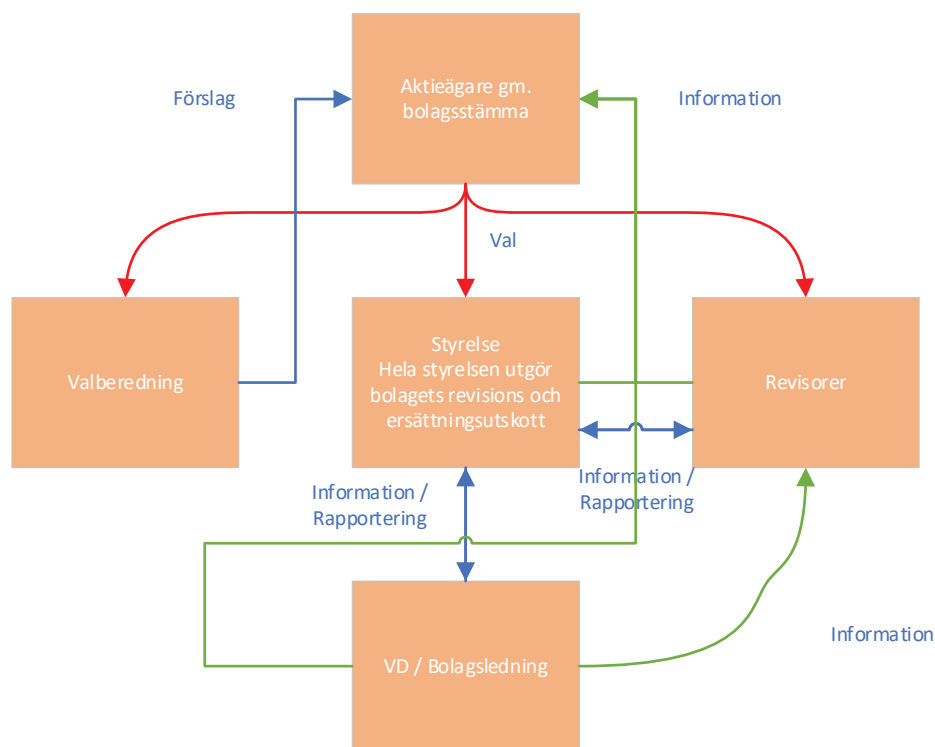 Aktieägare gm.
bolagsstämma
Förslag
Information
Val
Valberedning
Styrelse
Hela styrelsen utgör
bolagets revisions och
ersättningsutskott
Revisorer
Information /
Rapportering
Information /
Rapportering
VD / Bolagsledning
Information